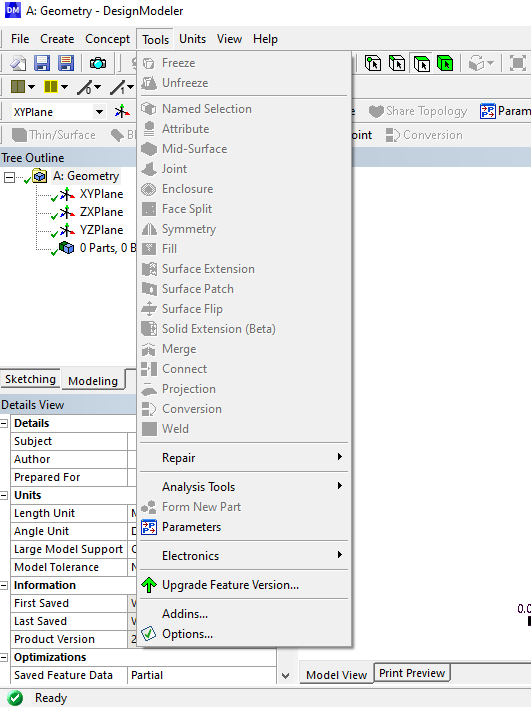 DM A: Geometry - DesignModeler
File Create Concept Tools Units View Help
XYPlane
Share Topology
Thin/Surface
Conversion
Tree Outline
A: Geometry
XYPlane
ZXPlane
YZPlane
0 Parts, 0 B
Freeze
Unfreeze
Named Selection
Attribute
Mid-Surface
Joint
Enclosure
Face Split
Symmetry
Fill
Surface Extension
Surface Patch
Surface Flip
Solid Extension (Beta)
Merge
Connect
Projection
Conversion
Weld
Repair
Analysis Tools
Form New Part
Parameters
Electronics
Upgrade Feature Version...
Addins...
Options...
Sketching Modeling
Details View
Details
Subject
Author
Prepared For
Units
Length Unit
Angle Unit
Large Model Support
Model Tolerance
Information
First Saved
Last Saved
Product Version 2
Optimizations
Saved Feature Data Partial
0.0
Model View Print Preview
Ready